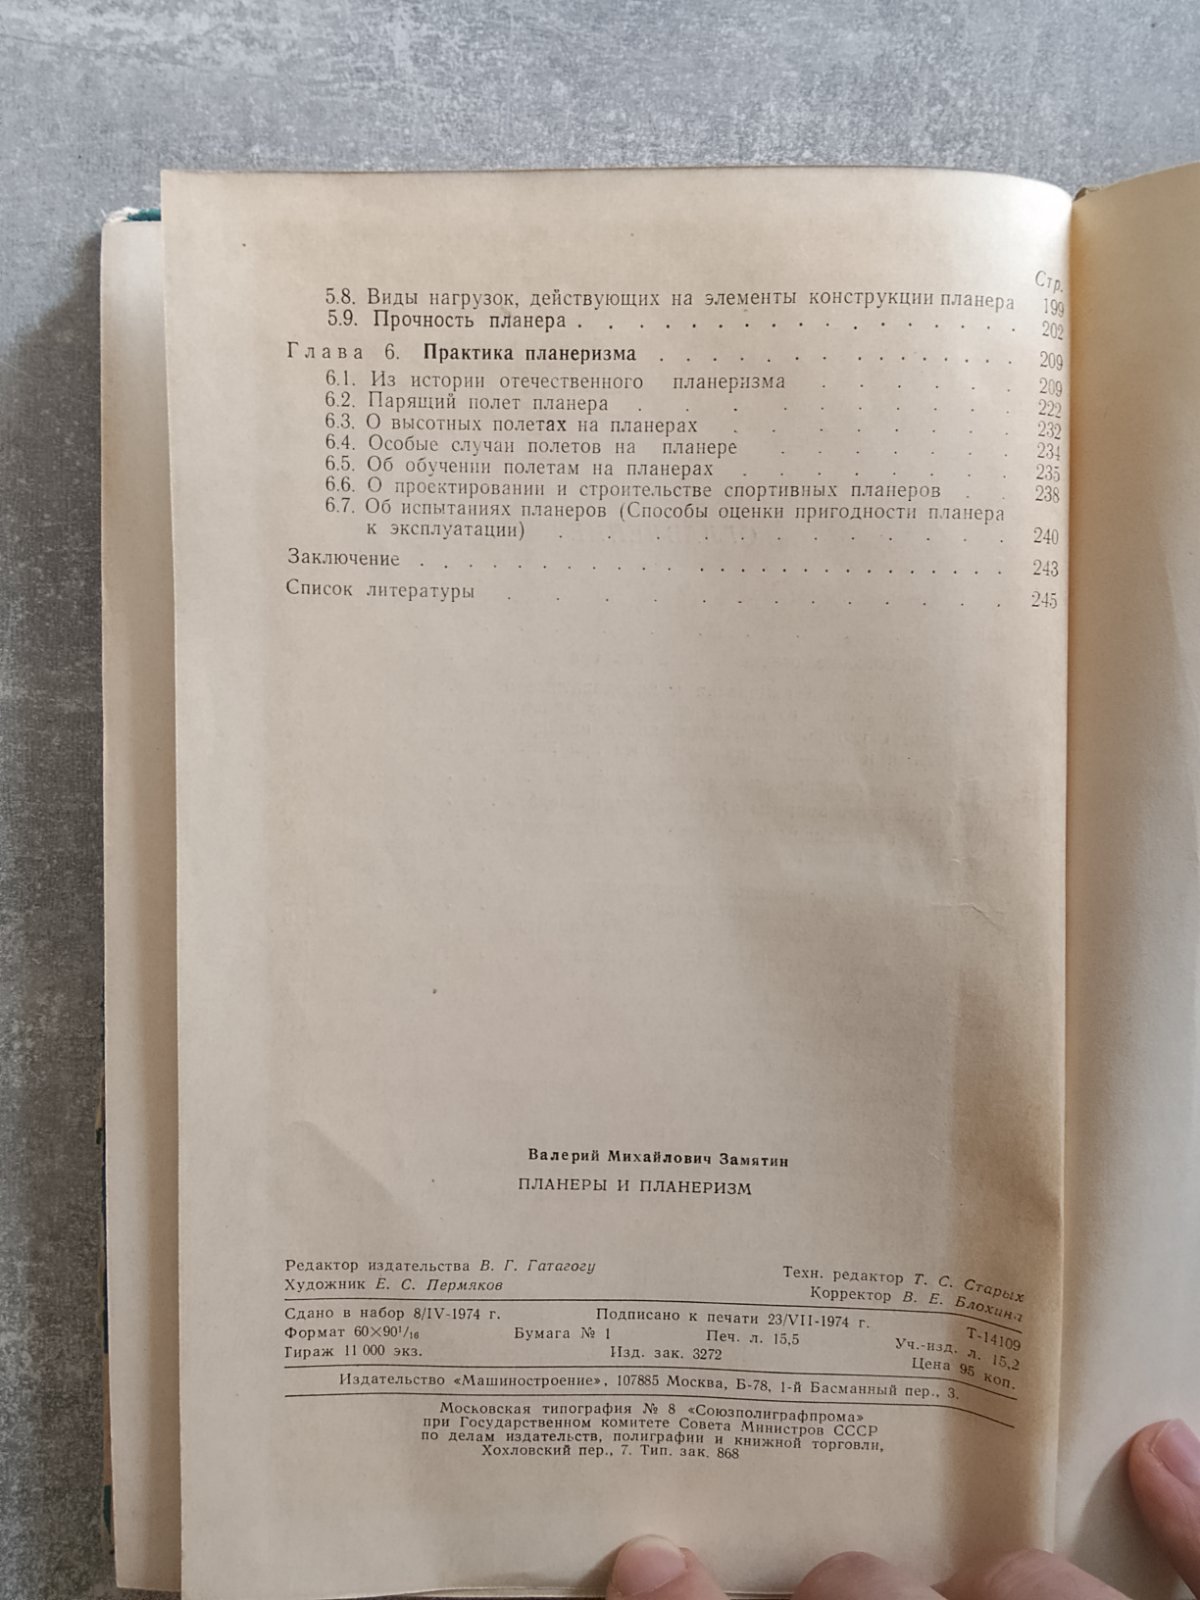 Стр.
5.8. Виды нагрузок, действующих на элементы конструкции планера 199
5.9. Прочность планера . . . . . . . . . . . . . . . . 202
Глава 6. Практика планеризма . . . . . . . . . . . . . . 209
6.1. Из истории отечественного планеризма . . . . . 209
6.2. Парящий полет планера . . . . . . . . . 222
6.3. О высотных полетах на планерах . . . . . . . 232
6.4. Особые случаи полетов на планере . . . . . . 234
6.5. Об обучении полетам на планерах . . . . . . 235
6.6. О проектировании и строительстве спортивных планеров . . 238
6.7. Об испытаниях планеров (Способы оценки пригодности планера
к эксплуатации) . . . . . . . . . . 240
Заключение . . . . . . . . . . . . . . . . . . . . . . 243
Список литературы . . . . . . . . . . . 245
Валерий Михайлович Замятин
ПЛАНЕРЫ И ПЛАНЕРИЗМ
Редактор издательства В. Г. Гатагогу Техн. редактор Т. С. Старых
Художник Е. С. Пермяков Корректор В. Е. Блохина
Сдано в набор 8/IV-1974 г. Подписано к печати 23/VII-1974 г. Т-14109
Формат 60×90¹/₁₆ Бумага № 1 Печ. л. 15,5 Уч.-изд. л. 15,2
Тираж 11 000 экз. Изд. зак. 3272 Цена 95 коп.
Издательство «Машиностроение», 107885 Москва, Б-78, 1-й Басманный пер., 3.
Московская типография № 8 «Союзполиграфпрома»
при Государственном комитете Совета Министров СССР
по делам издательств, полиграфии и книжной торговли,
Хохловский пер., 7. Тип. зак. 868